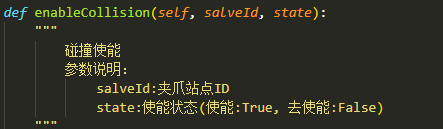 def enableCollision(self, salveId, state):
"""
碰撞使能
参数说明:
salveId:夹爪站点ID
state:使能状态(使能:True, 去使能:False)
"""